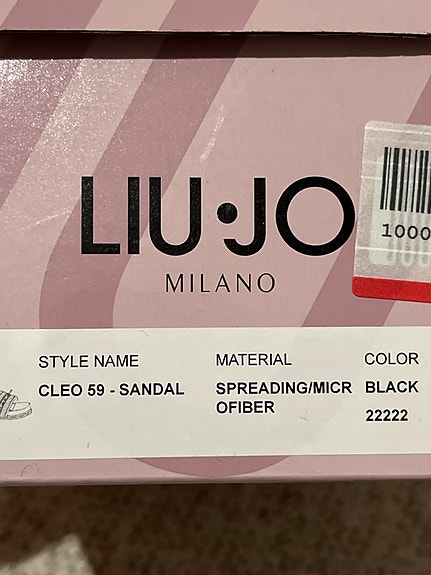 LIU•JO
MILANO
1000
STYLE NAME MATERIAL COLOR
CLEO 59 - SANDAL SPREADING/MICR BLACK
OFIBER 22222